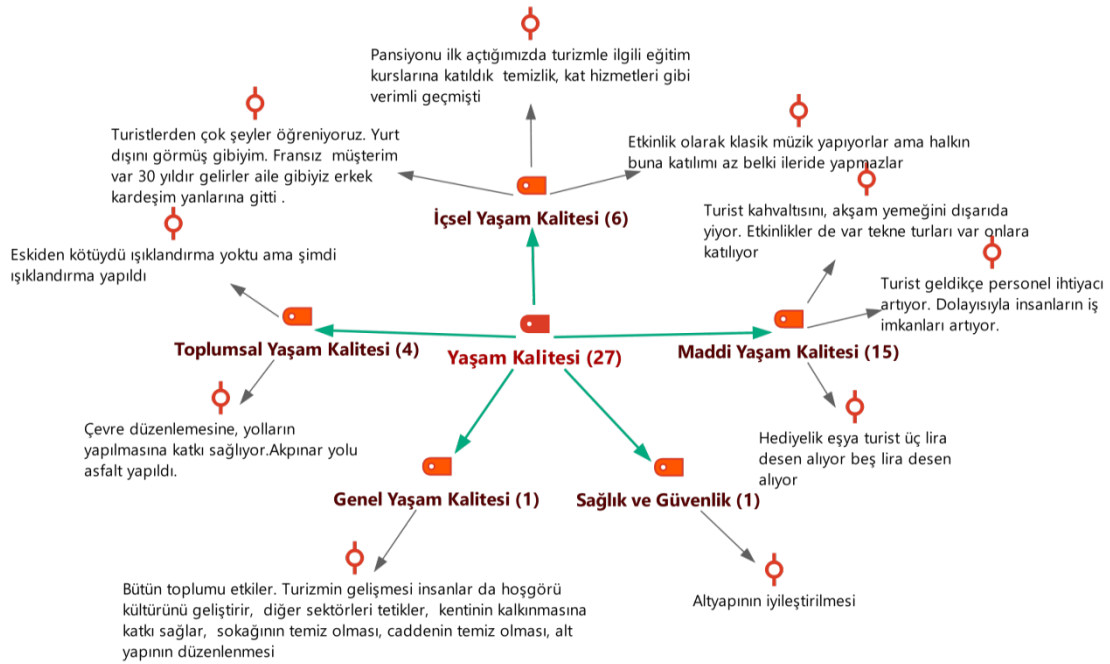 Pansiyonu ilk açtığımızda turizmle ilgili eğitim
kurslarına katıldık  temizlik, kat hizmetleri gibi
verimli geçmişti
Turistlerden çok şeyler öğreniyoruz. Yurt
dışını görmüş gibiyim. Fransız  müşterim
var 30 yıldır gelirler aile gibiyiz erkek
kardeşim yanlarına gitti .
Etkinlik olarak klasik müzik yapıyorlar ama halkın
buna katılımı az belki ileride yapmazlar
İçsel Yaşam Kalitesi (6)
Turist kahvaltısını, akşam yemeğini dışarıda
yiyor. Etkinlikler de var tekne turları var onlara
katılıyor
Eskiden kötüydü ışıklandırma yoktu ama şimdi
ışıklandırma yapıldı
Turist geldikçe personel ihtiyacı
artıyor. Dolayısıyla insanların iş
imkanları artıyor.
Toplumsal Yaşam Kalitesi (4)
Yaşam Kalitesi (27)
Maddi Yaşam Kalitesi (15)
Çevre düzenlemesine, yolların
yapılmasına katkı sağlıyor.Akpınar yolu
asfalt yapıldı.
Hediyelik eşya turist üç lira
desen alıyor beş lira desen
alıyor
Genel Yaşam Kalitesi (1)
Sağlık ve Güvenlik (1)
Bütün toplumu etkiler. Turizmin gelişmesi insanlar da hoşgörü
kültürünü geliştirir,  diğer sektörleri tetikler,  kentinin kalkınmasına
katkı sağlar,  sokağının temiz olması, caddenin temiz olması, alt
yapının düzenlenmesi
Altyapının iyileştirilmesi